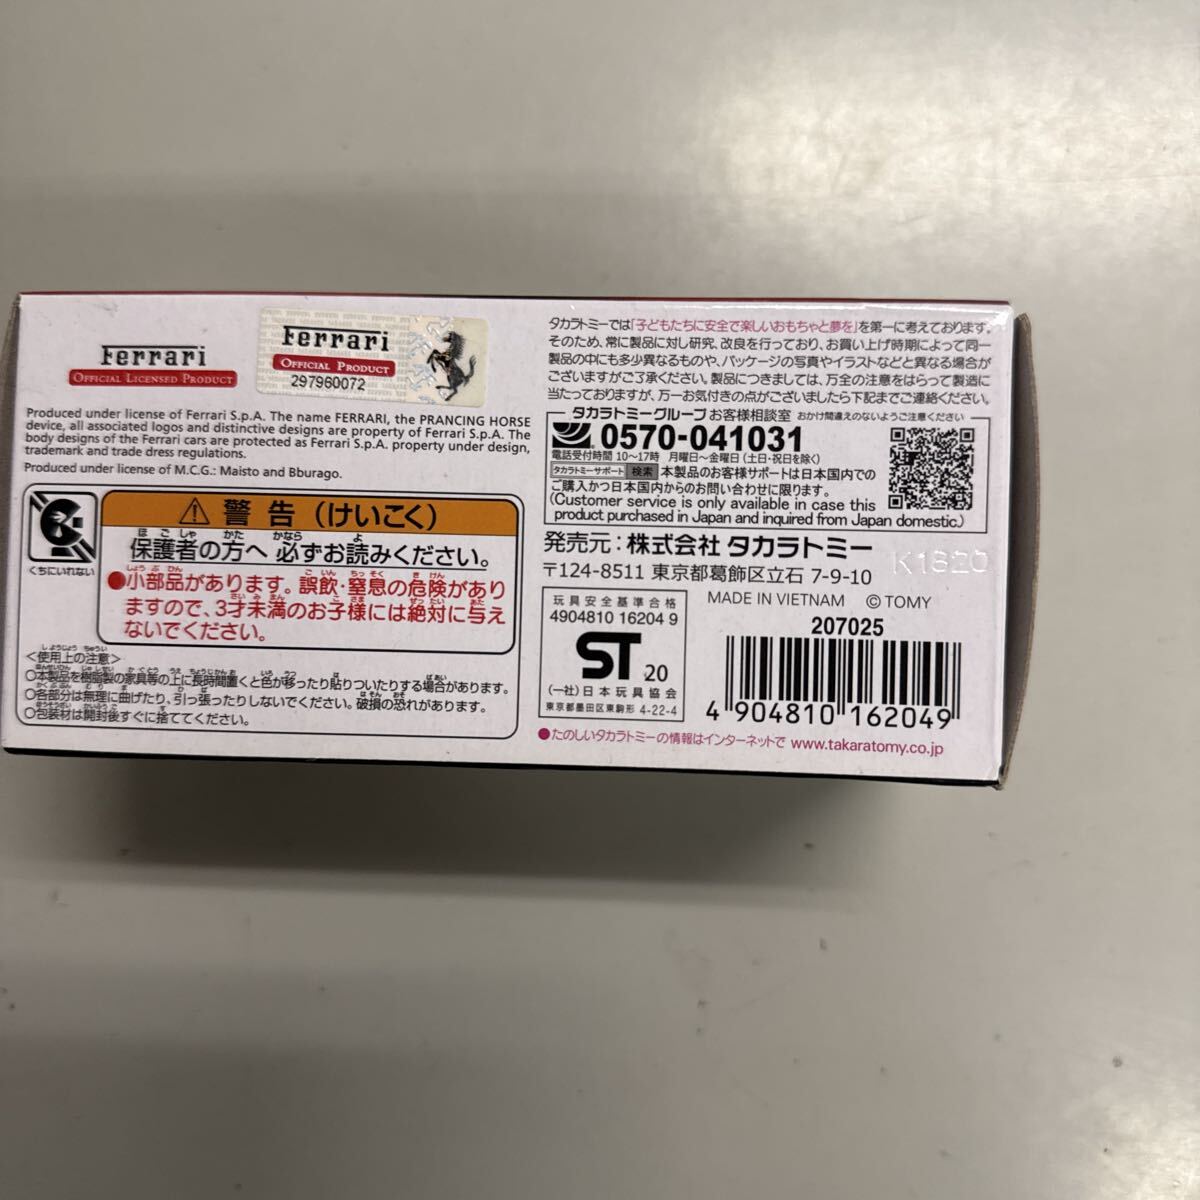 Ferrari
OFFICIAL LICENSED PRODUCT
Ferrari
OFFICIAL PRODUCT
297960072
Produced under license of Ferrari S.p.A. The name FERRARI, the PRANCING HORSE
device, all associated logos and distinctive designs are property of Ferrari S.p.A. The
body designs of the Ferrari cars are protected as Ferrari S.p.A. property under design,
trademark and trade dress regulations.
Produced under license of M.C.G.: Maisto and Bburago.
くちにいれない
⚠ 警告（けいこく）
保護者の方へ 必ずお読みください。
●小部品があります。誤飲・窒息の危険があり
ますので、3才未満のお子様には絶対に与え
ないでください。
＜使用上の注意＞
○本製品を樹脂製の家具等の上に長時間置くと色が移ったり貼りついたりする場合があります。
○各部分は無理に曲げたり、引っ張ったりしないでください。破損の恐れがあります。
○包装材は開封後すぐに捨ててください。
タカラトミーでは「子どもたちに安全で楽しいおもちゃと夢を」を第一に考えております。
そのため、常に製品に対し研究、改良を行っており、お買い上げ時期によって同一
製品の中にも多少異なるものや、パッケージの写真やイラストなどと異なる場合が
ございますがご了承ください。製品につきましては、万全の注意をはらって製造に
当たっておりますが、万一お気付きの点がございましたら下記までご連絡ください。
タカラトミーグループ お客様相談室 おかけ間違えのないようご注意ください
0570-041031
電話受付時間 10〜17時 月曜日〜金曜日（土日・祝日を除く）
タカラトミーサポート 検索 本製品のお客様サポートは日本国内での
ご購入かつ日本国内からのお問い合わせに限ります。
(Customer service is only available in case this
product purchased in Japan and inquired from Japan domestic.)
発売元：株式会社 タカラトミー
K1820
〒124-8511 東京都葛飾区立石 7-9-10
MADE IN VIETNAM © TOMY
玩具安全基準合格
4904810 16204 9
ST 20
(一社)日本玩具協会
東京都墨田区東駒形 4-22-4
207025
4 904810 162049
●たのしいタカラトミーの情報はインターネットで www.takaratomy.co.jp